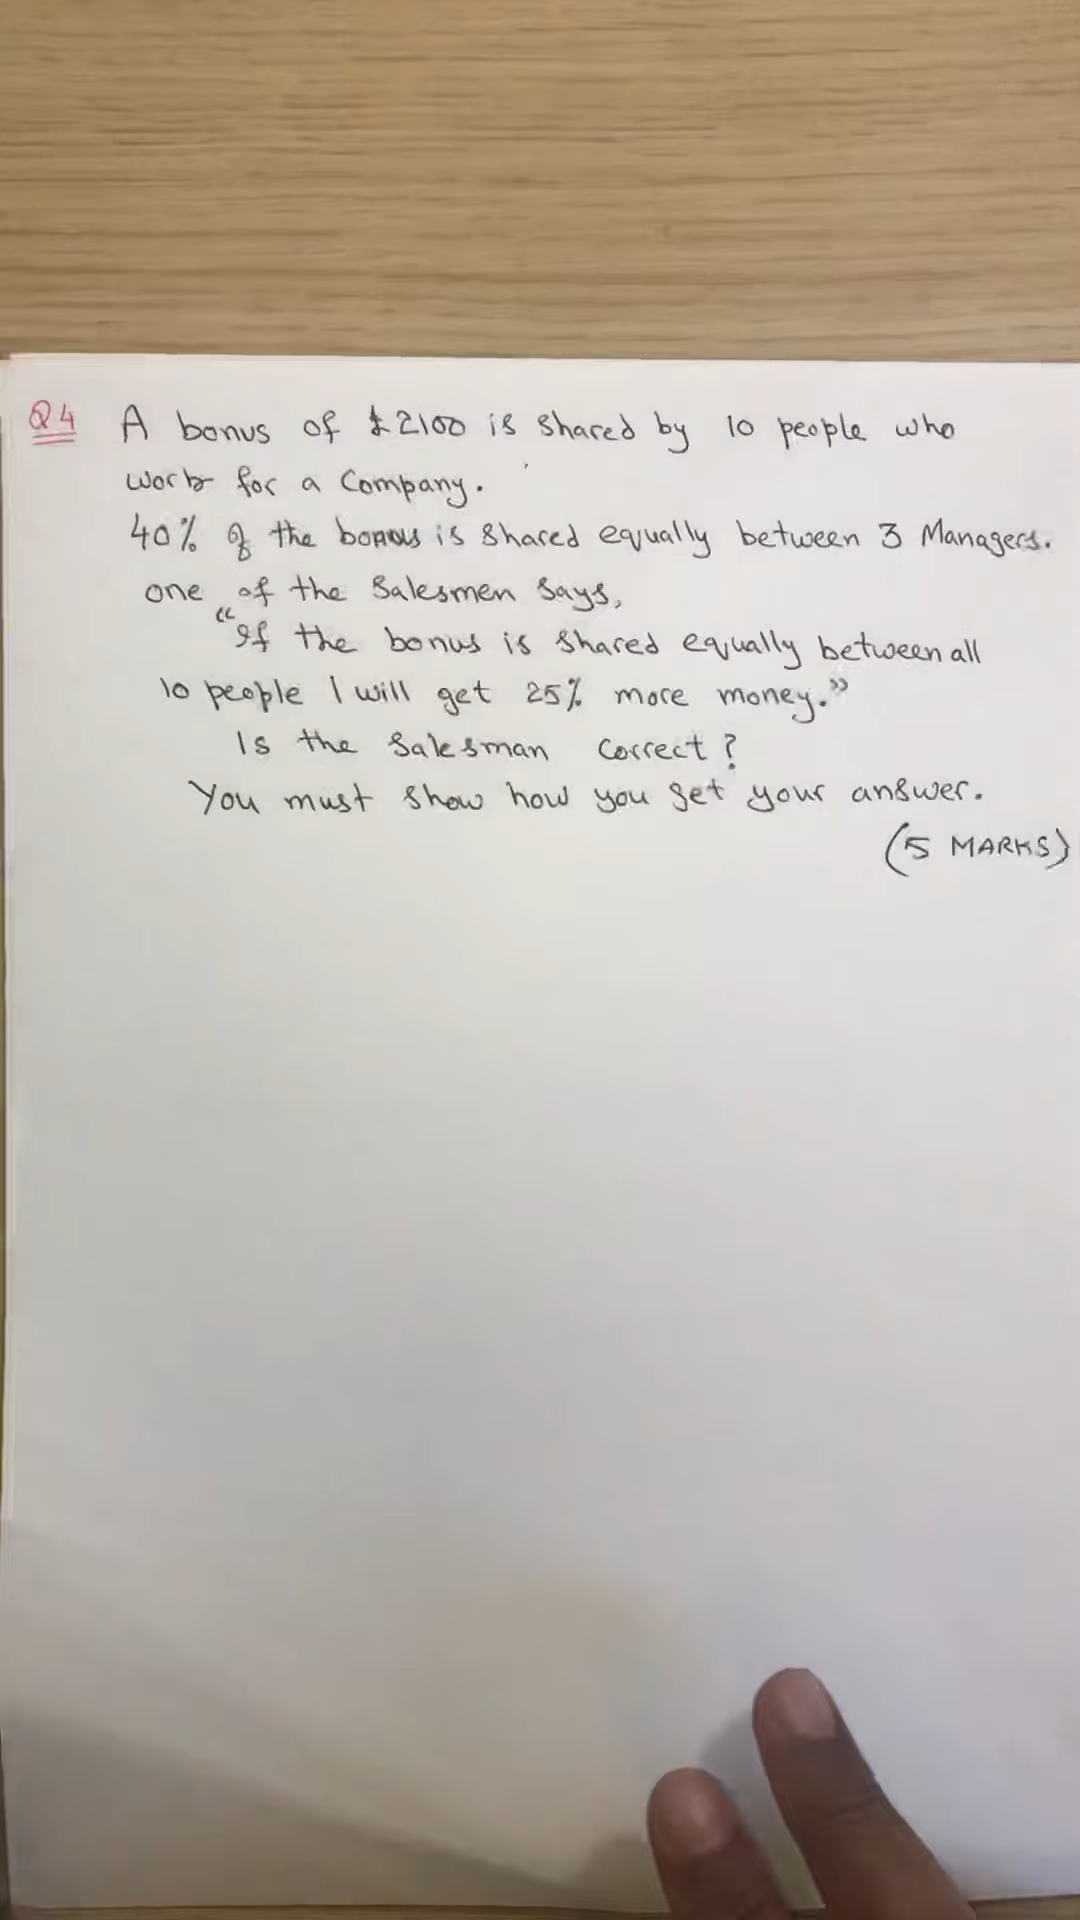 Q4 A bonus of £2100 is shared by 10 people who
work for a Company.
40% of the bonus is shared equally between 3 Managers.
one of the Salesmen says,
"If the bonus is shared equally between all
10 people I will get 25% more money."
Is the Salesman correct?
You must show how you get your answer.
(5 MARKS)